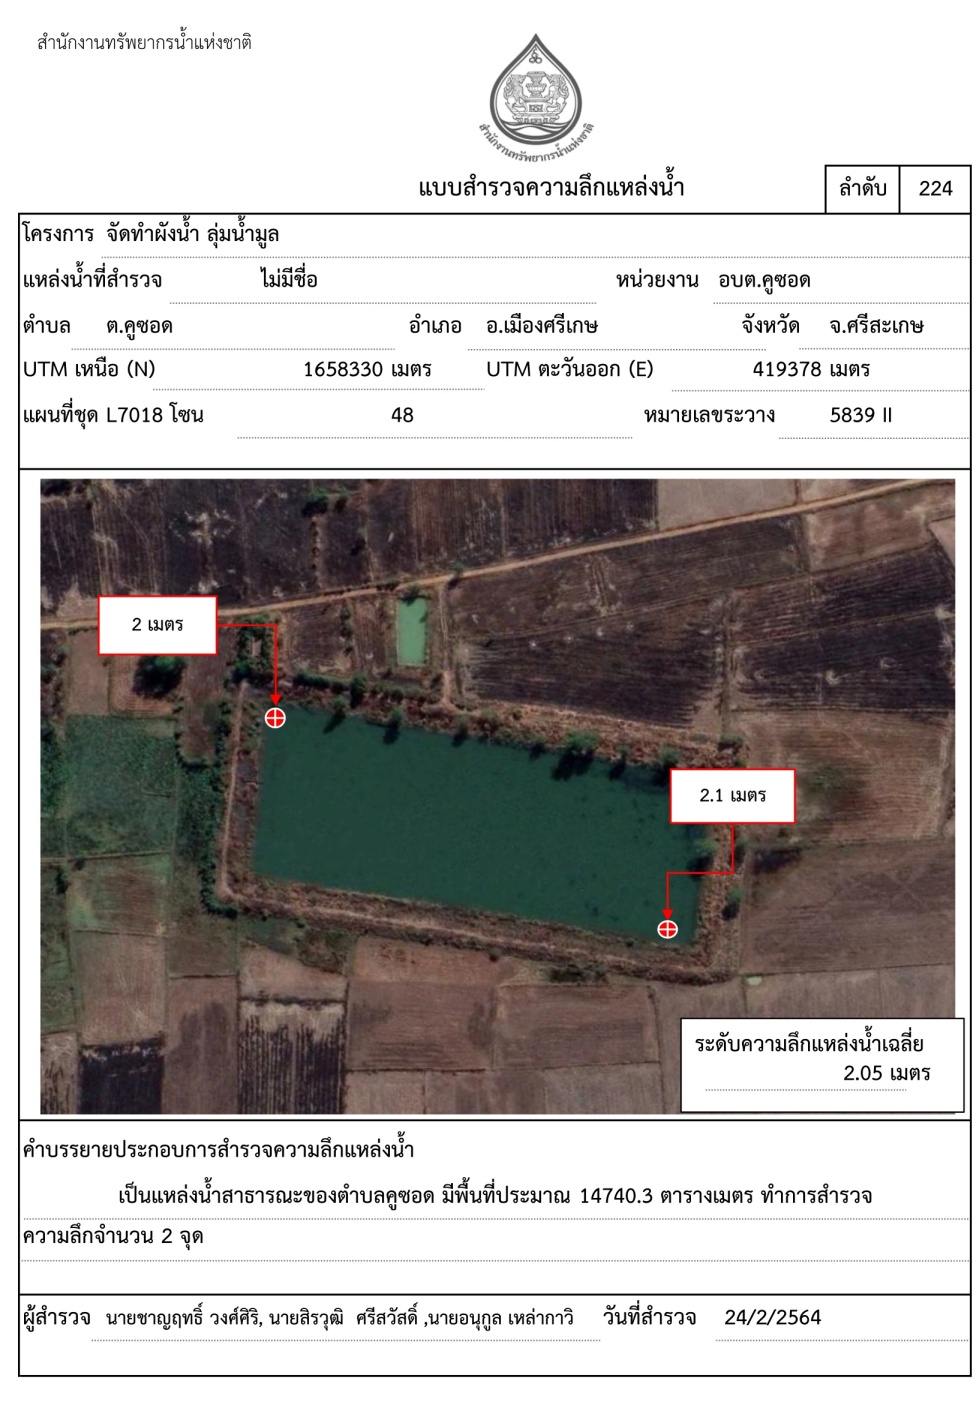 สำนักงานทรัพยากรน้ำแห่งชาติ
สำนักงานทรัพยากรน้ำแห่งชาติ
แบบสำรวจความลึกแหล่งน้ำ ลำดับ 224
โครงการ จัดทำผังน้ำ ลุ่มน้ำมูล
แหล่งน้ำที่สำรวจ ไม่มีชื่อ หน่วยงาน อบต.คูซอด
ตำบล ต.คูซอด อำเภอ อ.เมืองศรีเกษ จังหวัด จ.ศรีสะเกษ
UTM เหนือ (N) 1658330 เมตร UTM ตะวันออก (E) 419378 เมตร
แผนที่ชุด L7018 โซน 48 หมายเลขระวาง 5839 II
2 เมตร
2.1 เมตร
ระดับความลึกแหล่งน้ำเฉลี่ย
2.05 เมตร
คำบรรยายประกอบการสำรวจความลึกแหล่งน้ำ
เป็นแหล่งน้ำสาธารณะของตำบลคูซอด มีพื้นที่ประมาณ 14740.3 ตารางเมตร ทำการสำรวจ
ความลึกจำนวน 2 จุด
ผู้สำรวจ นายชาญฤทธิ์ วงศ์ศิริ, นายสิรวุฒิ ศรีสวัสดิ์ ,นายอนุกูล เหล่ากาวิ วันที่สำรวจ 24/2/2564